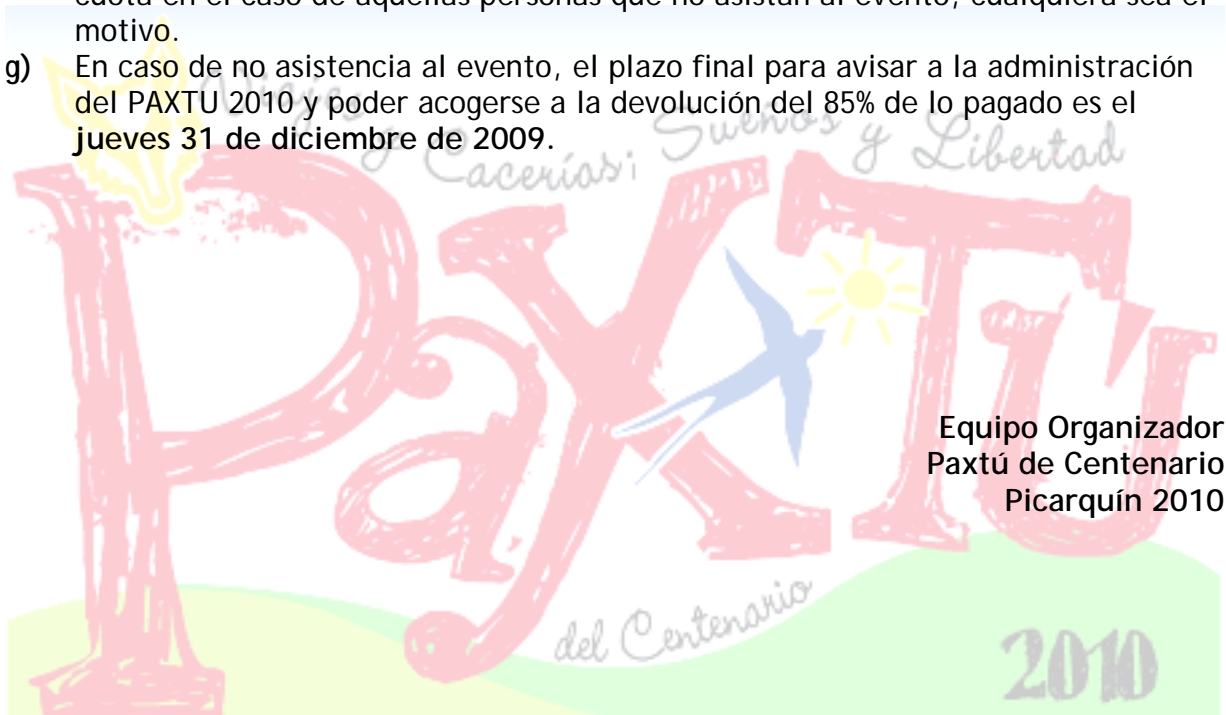 cuota en el caso de aquellas personas que no asistan al evento, cualquiera sea el
motivo.
g) En caso de no asistencia al evento, el plazo final para avisar a la administración
del PAXTU 2010 y poder acogerse a la devolución del 85% de lo pagado es el
jueves 31 de diciembre de 2009.
Viajes y Cacerías; Sueños y Libertad
PaxTú
Equipo Organizador
Paxtú de Centenario
Picarquín 2010
del Centenario
2010